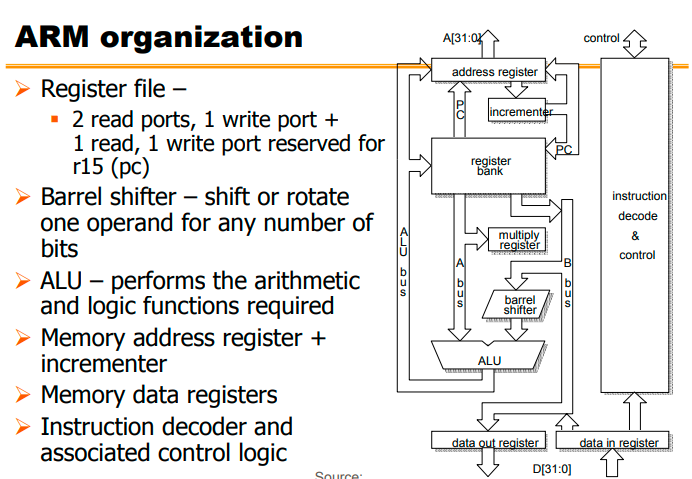 ARM organization
➤ Register file –
▪ 2 read ports, 1 write port +
1 read, 1 write port reserved for
r15 (pc)
➤ Barrel shifter – shift or rotate
one operand for any number of
bits
➤ ALU – performs the arithmetic
and logic functions required
➤ Memory address register +
incrementer
➤ Memory data registers
➤ Instruction decoder and
associated control logic
Source:
A[31:0]
control
address register
PC
incrementer
PC
register
bank
instruction
decode
&
control
ALU bus
A bus
multiply
register
B bus
barrel
shifter
ALU
data out register
data in register
D[31:0]